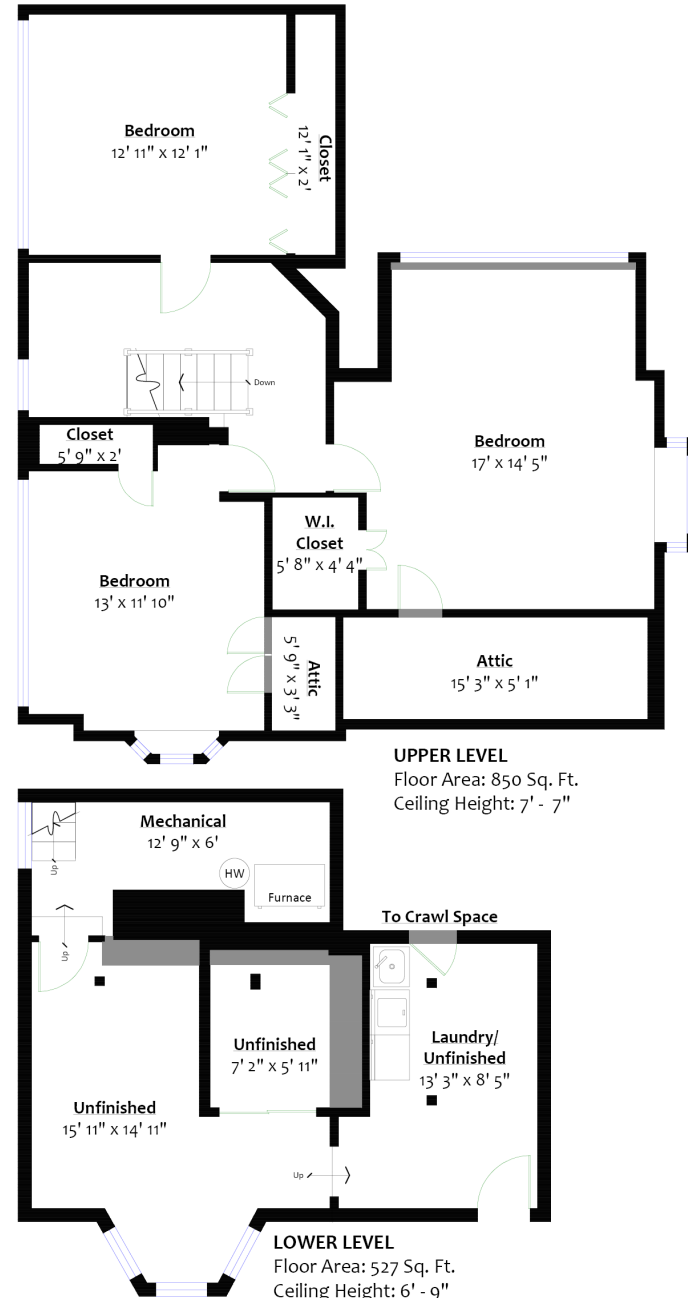 Bedroom
12' 11" x 12' 1"
Closet
12' 1" x 2'
Down
Closet
5' 9" x 2'
Bedroom
17' x 14' 5"
W.I.
Closet
5' 8" x 4' 4"
Bedroom
13' x 11' 10"
Attic
5' 9" x 3' 3"
Attic
15' 3" x 5' 1"
UPPER LEVEL
Floor Area: 850 Sq. Ft.
Ceiling Height: 7' - 7"
Mechanical
12' 9" x 6'
Up
HW
Furnace
To Crawl Space
Up
Unfinished
7' 2" x 5' 11"
Laundry/
Unfinished
13' 3" x 8' 5"
Unfinished
15' 11" x 14' 11"
Up
LOWER LEVEL
Floor Area: 527 Sq. Ft.
Ceiling Height: 6' - 9"